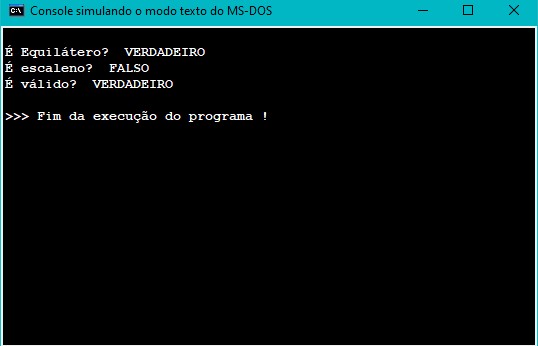 Console simulando o modo texto do MS-DOS
É Equilátero?  VERDADEIRO
É escaleno?  FALSO
É válido?  VERDADEIRO
>>> Fim da execução do programa !